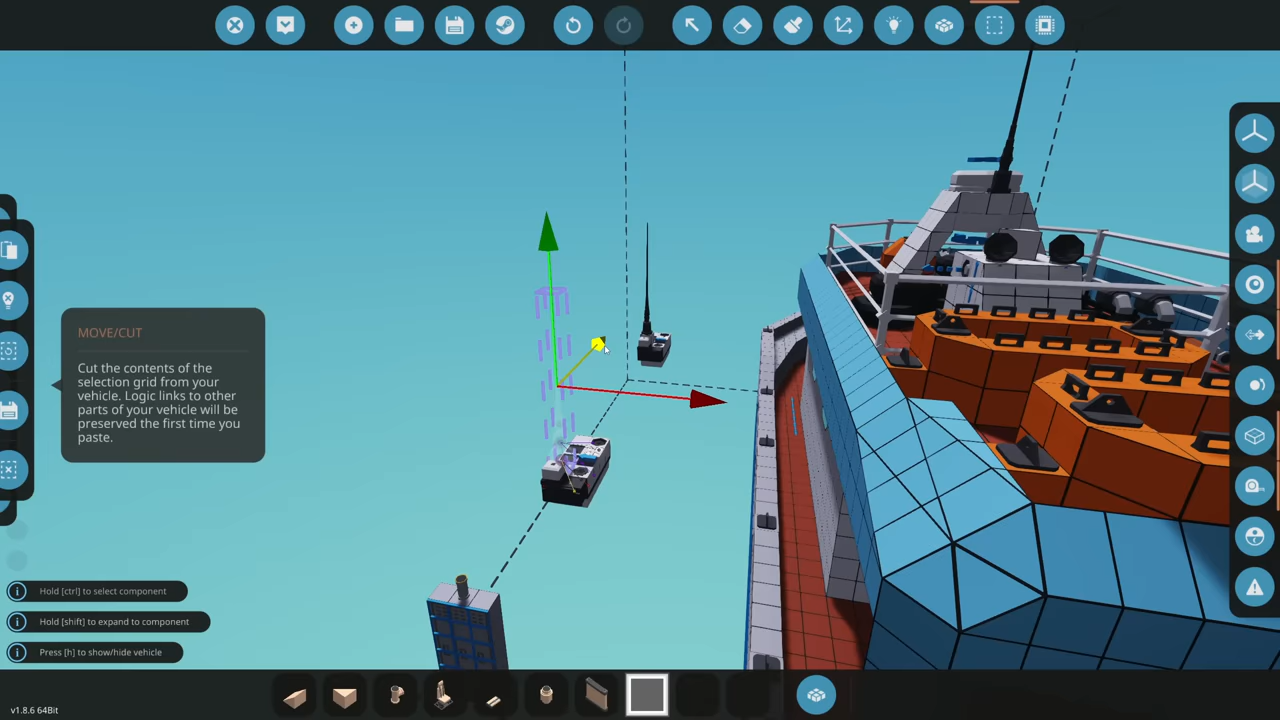 MOVE/CUT
Cut the contents of the
selection grid from your
vehicle. Logic links to other
parts of your vehicle will be
preserved the first time you
paste.
Hold [ctrl] to select component
Hold [shift] to expand to component
Press [h] to show/hide vehicle
v1.8.6 64Bit